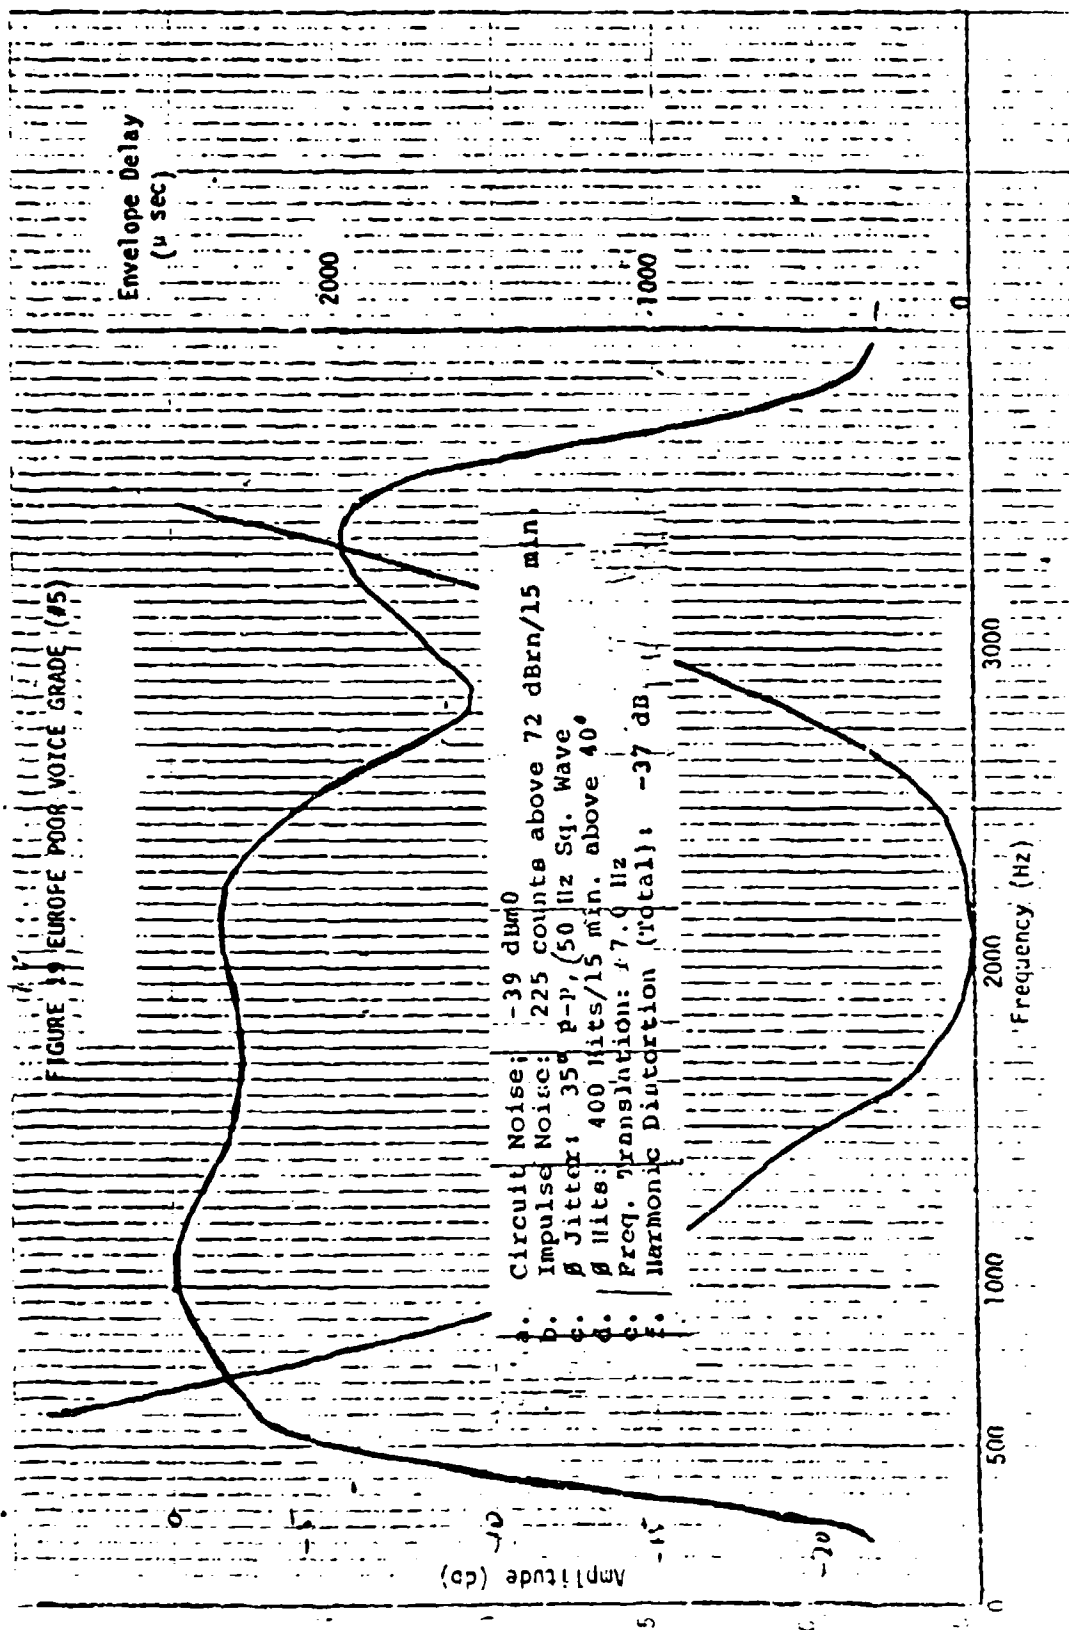 FIGURE 19 EUROPE POOR VOICE GRADE (#5)
Envelope Delay
(µ sec)
2000
1000
0
Amplitude (db)
0
-5
-10
-15
-20
a. Circuit Noise: -39 dBm0
b. Impulse Noise: 225 counts above 72 dBrn/15 min.
c. Ø Jitter: 35° p-p, (50 Hz Sq. Wave
d. Ø Hits: 400 Hits/15 min. above 40°
e. Freq. Translation: ±7.0 Hz
f. Harmonic Distortion (Total): -37 dB
0
500
1000
2000
3000
Frequency (Hz)